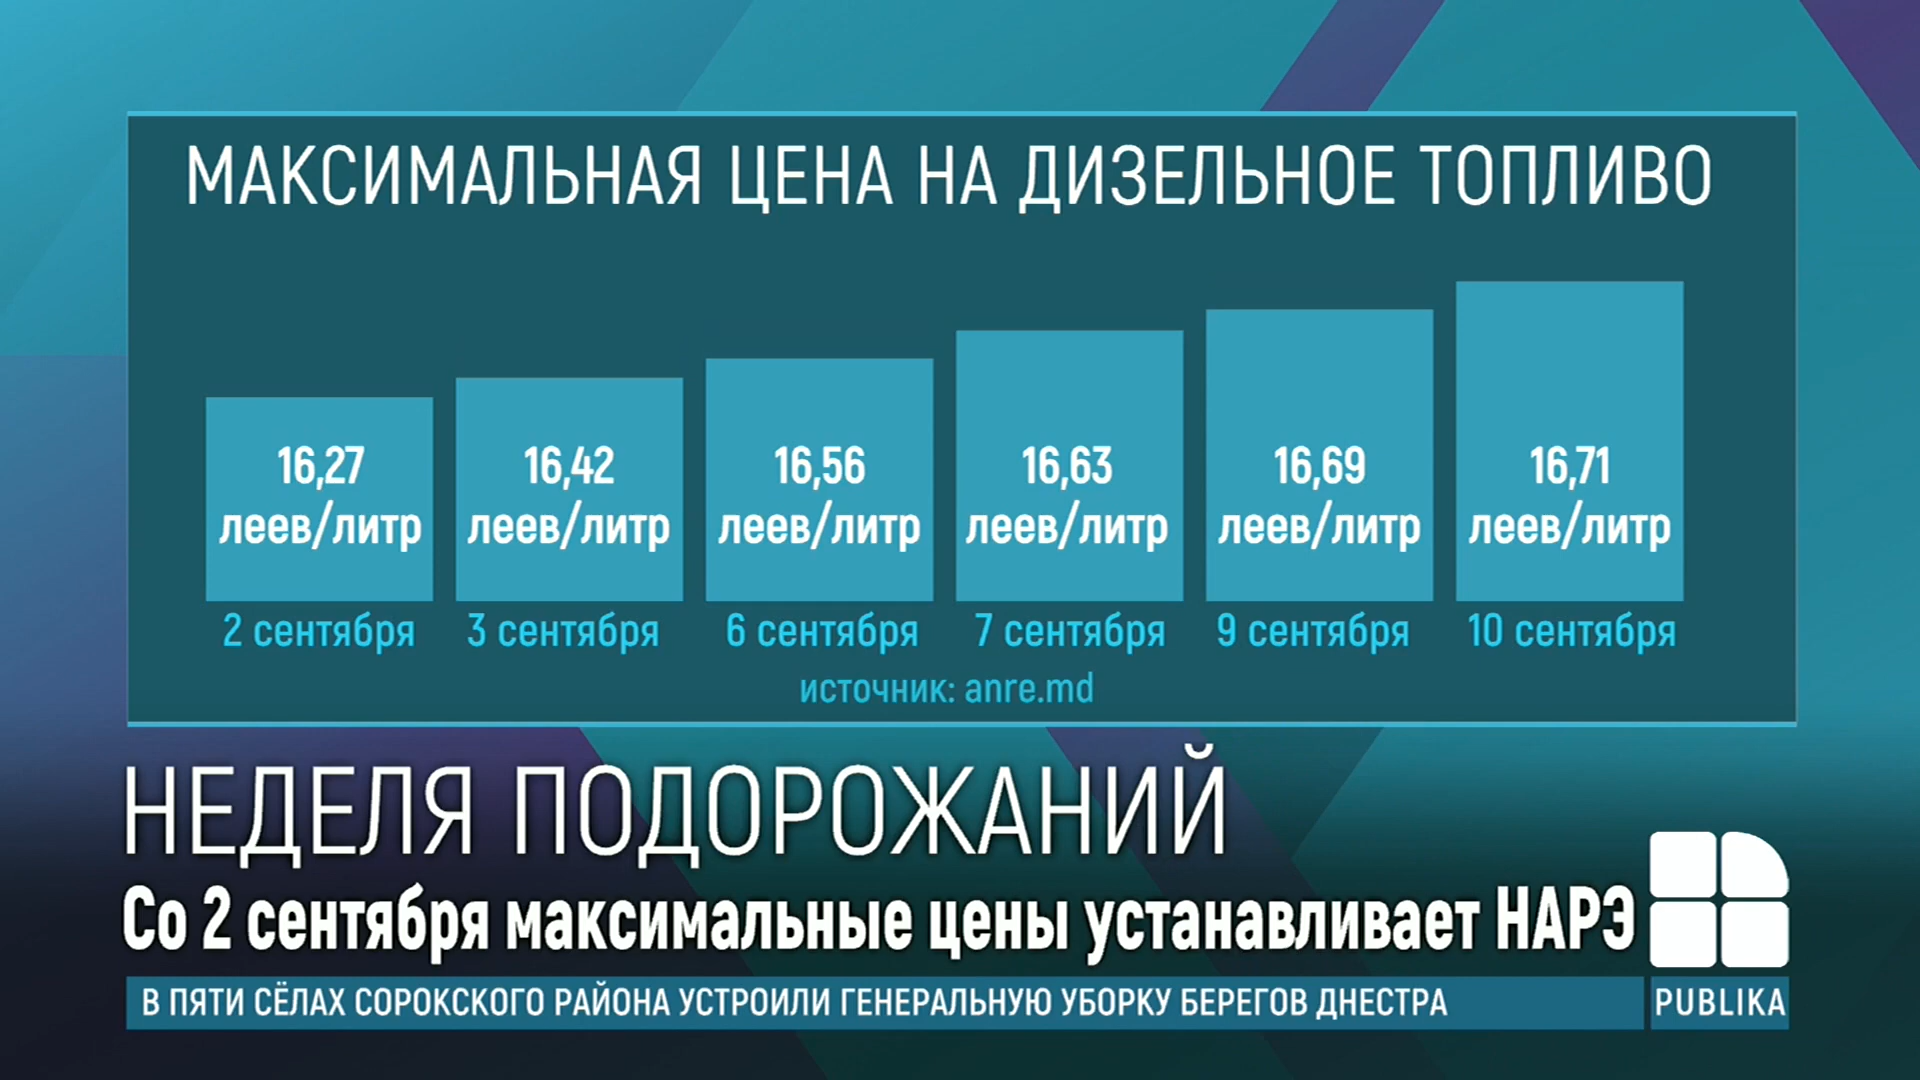 МАКСИМАЛЬНАЯ ЦЕНА НА ДИЗЕЛЬНОЕ ТОПЛИВО
16,27 леев/литр
16,42 леев/литр
16,56 леев/литр
16,63 леев/литр
16,69 леев/литр
16,71 леев/литр
2 сентября
3 сентября
6 сентября
7 сентября
9 сентября
10 сентября
источник: anre.md
НЕДЕЛЯ ПОДОРОЖАНИЙ
Со 2 сентября максимальные цены устанавливает НАРЭ
В ПЯТИ СЁЛАХ СОРОКСКОГО РАЙОНА УСТРОИЛИ ГЕНЕРАЛЬНУЮ УБОРКУ БЕРЕГОВ ДНЕСТРА
PUBLIKA